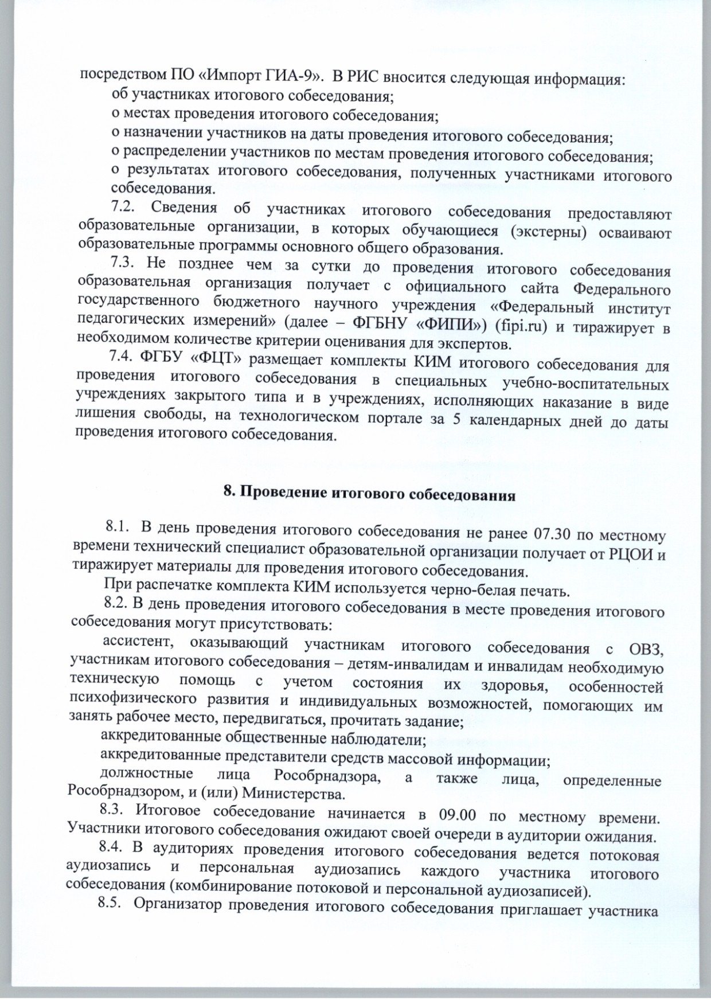 посредством ПО «Импорт ГИА-9».  В РИС вносится следующая информация:
об участниках итогового собеседования;
о местах проведения итогового собеседования;
о назначении участников на даты проведения итогового собеседования;
о распределении участников по местам проведения итогового собеседования;
о результатах итогового собеседования, полученных участниками итогового
собеседования.
7.2. Сведения об участниках итогового собеседования предоставляют
образовательные организации, в которых обучающиеся (экстерны) осваивают
образовательные программы основного общего образования.
7.3. Не позднее чем за сутки до проведения итогового собеседования
образовательная организация получает с официального сайта Федерального
государственного бюджетного научного учреждения «Федеральный институт
педагогических измерений» (далее – ФГБНУ «ФИПИ») (fipi.ru) и тиражирует в
необходимом количестве критерии оценивания для экспертов.
7.4. ФГБУ «ФЦТ» размещает комплекты КИМ итогового собеседования для
проведения итогового собеседования в специальных учебно-воспитательных
учреждениях закрытого типа и в учреждениях, исполняющих наказание в виде
лишения свободы, на технологическом портале за 5 календарных дней до даты
проведения итогового собеседования.
8. Проведение итогового собеседования
8.1.  В день проведения итогового собеседования не ранее 07.30 по местному
времени технический специалист образовательной организации получает от РЦОИ и
тиражирует материалы для проведения итогового собеседования.
При распечатке комплекта КИМ используется черно-белая печать.
8.2. В день проведения итогового собеседования в месте проведения итогового
собеседования могут присутствовать:
ассистент, оказывающий участникам итогового собеседования с ОВЗ,
участникам итогового собеседования – детям-инвалидам и инвалидам необходимую
техническую помощь с учетом состояния их здоровья, особенностей
психофизического развития и индивидуальных возможностей, помогающих им
занять рабочее место, передвигаться, прочитать задание;
аккредитованные общественные наблюдатели;
аккредитованные представители средств массовой информации;
должностные лица Рособрнадзора, а также лица, определенные
Рособрнадзором, и (или) Министерства.
8.3. Итоговое собеседование начинается в 09.00 по местному времени.
Участники итогового собеседования ожидают своей очереди в аудитории ожидания.
8.4. В аудиториях проведения итогового собеседования ведется потоковая
аудиозапись и персональная аудиозапись каждого участника итогового
собеседования (комбинирование потоковой и персональной аудиозаписей).
8.5.  Организатор проведения итогового собеседования приглашает участника